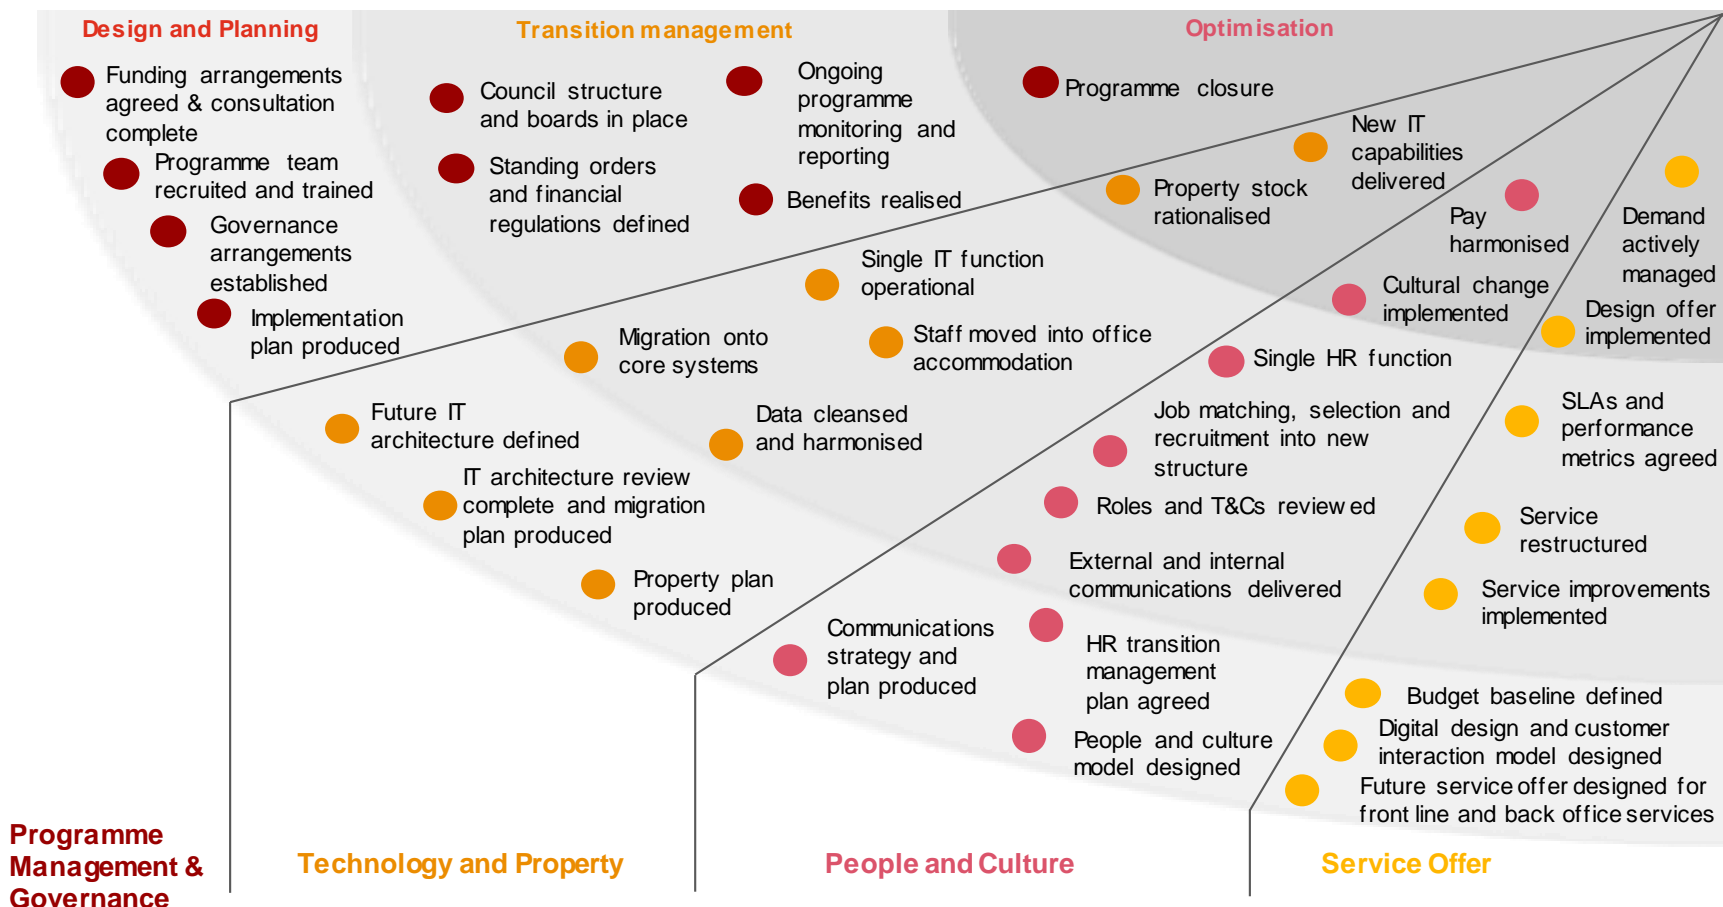 Design and Planning
Transition management
Optimisation
Funding arrangements
agreed & consultation
complete
Programme team
recruited and trained
Governance
arrangements
established
Implementation
plan produced
Council structure
and boards in place
Standing orders
and financial
regulations defined
Ongoing
programme
monitoring and
reporting
Benefits realised
Programme closure
New IT
capabilities
delivered
Property stock
rationalised
Single IT function
operational
Migration onto
core systems
Staff moved into office
accommodation
Future IT
architecture defined
Data cleansed
and harmonised
IT architecture review
complete and migration
plan produced
Property plan
produced
Pay
harmonised
Cultural change
implemented
Single HR function
Job matching, selection and
recruitment into new
structure
Roles and T&Cs reviewed
External and internal
communications delivered
Communications
strategy and
plan produced
HR transition
management
plan agreed
People and culture
model designed
Demand
actively
managed
Design offer
implemented
SLAs and
performance
metrics agreed
Service
restructured
Service improvements
implemented
Budget baseline defined
Digital design and customer
interaction model designed
Future service offer designed for
front line and back office services
Programme
Management &
Governance
Technology and Property
People and Culture
Service Offer